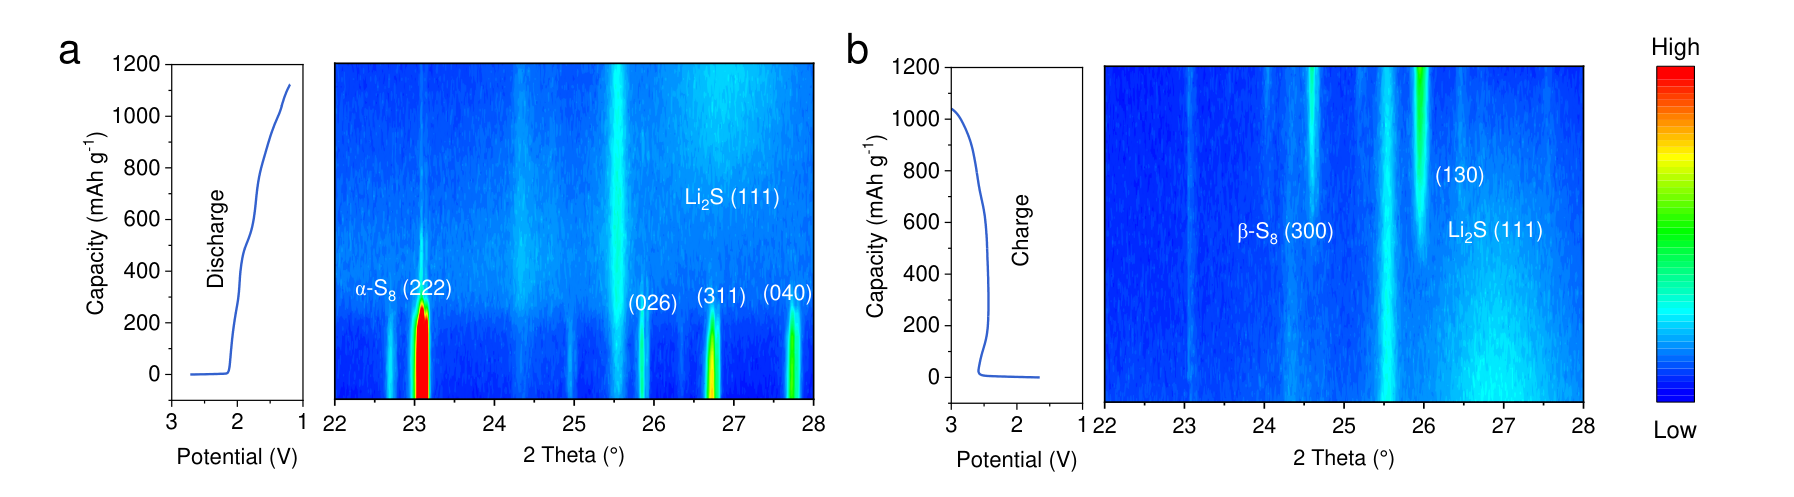 a
1200
1000
800
600
400
200
0
Capacity (mAh g⁻¹)
Discharge
3 2 1
Potential (V)
α-S₈ (222)
(026)
(311)
(040)
Li₂S (111)
22 23 24 25 26 27 28
2 Theta (°)
b
1200
1000
800
600
400
200
0
Capacity (mAh g⁻¹)
Charge
3 2 1
Potential (V)
(130)
β-S₈ (300)
Li₂S (111)
22 23 24 25 26 27 28
2 Theta (°)
High
Low